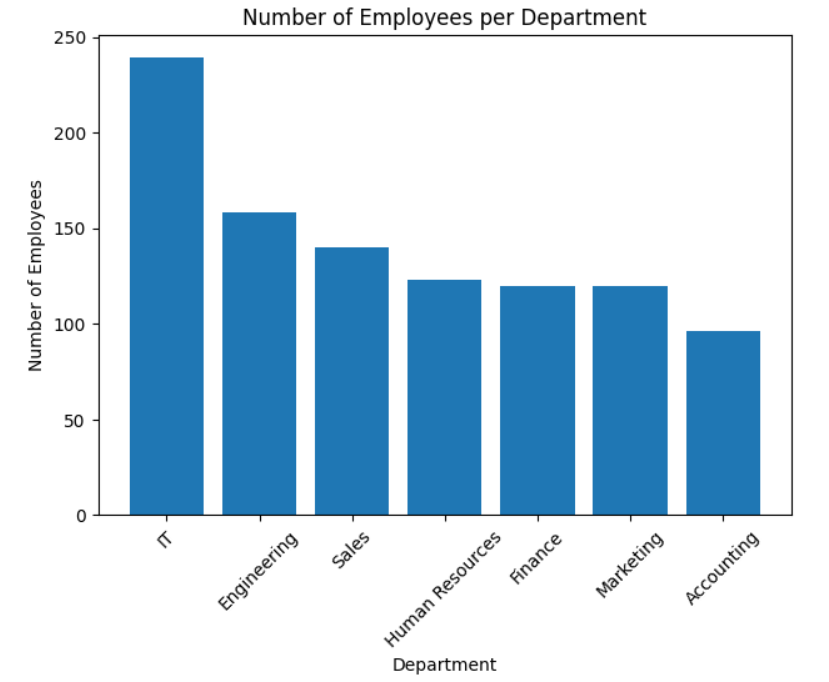 Number of Employees per Department
Number of Employees
250
200
150
100
50
0
IT
Engineering
Sales
Human Resources
Finance
Marketing
Accounting
Department